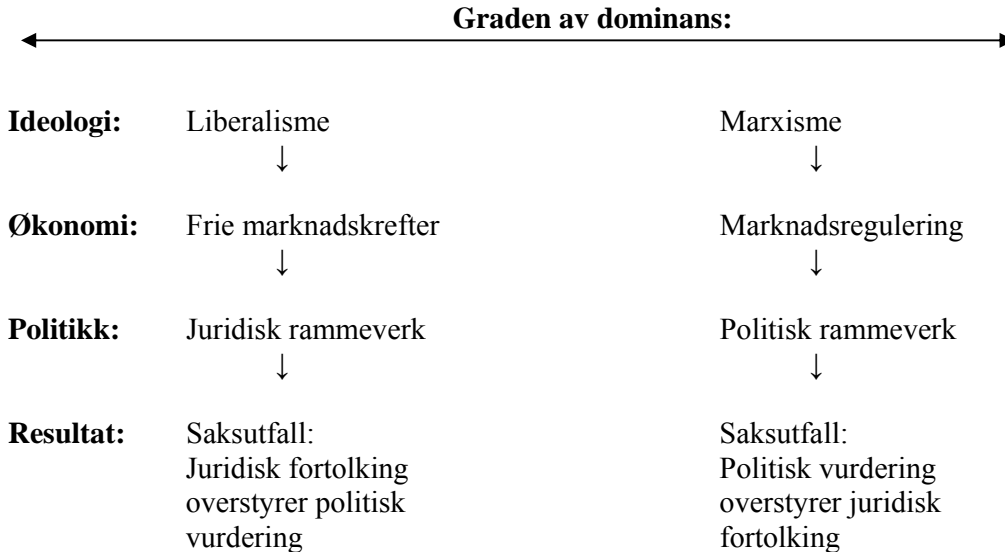 Graden av dominans:
Ideologi: Liberalisme Marxisme
↓ ↓
Økonomi: Frie marknadskrefter Marknadsregulering
↓ ↓
Politikk: Juridisk rammeverk Politisk rammeverk
↓ ↓
Resultat: Saksutfall: Saksutfall:
Juridisk fortolking Politisk vurdering
overstyrer politisk overstyrer juridisk
vurdering fortolking